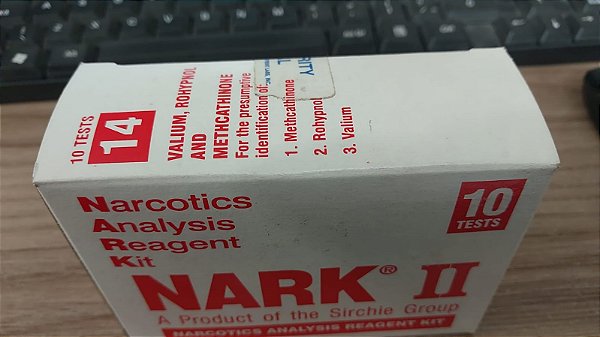 10 TESTS
14
VALIUM, ROHYPNOL
AND
METHCATHINONE
For the presumptive
identification of:
1. Methcathinone
2. Rohypnol
3. Valium
Narcotics
Analysis
Reagent
Kit
10
TESTS
NARK® II
A Product of the Sirchie Group
NARCOTICS ANALYSIS REAGENT KIT